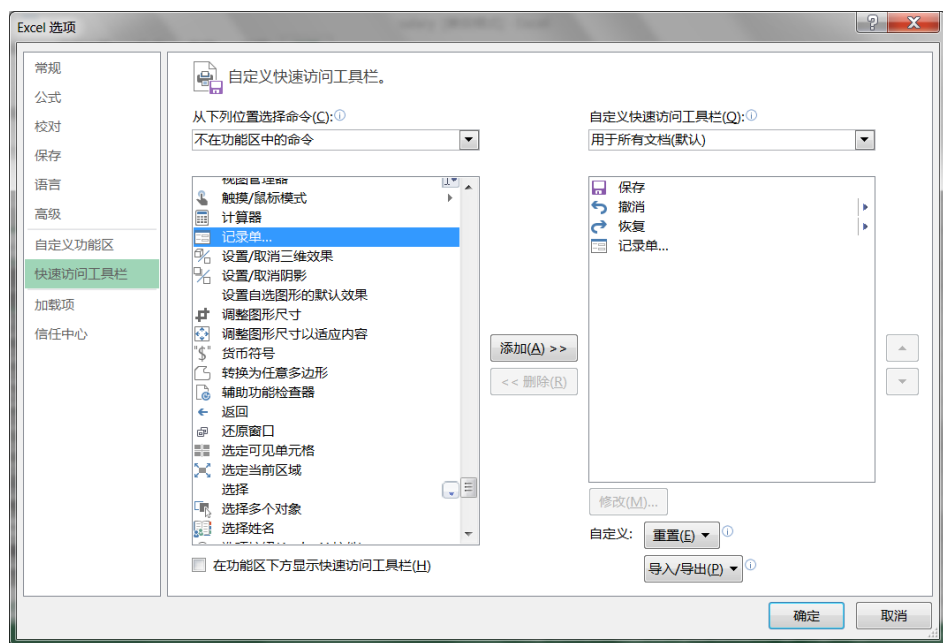 Excel 选项
常规
公式
校对
保存
语言
高级
自定义功能区
快速访问工具栏
加载项
信任中心
自定义快速访问工具栏。
从下列位置选择命令(C):
不在功能区中的命令
视图管理器
触摸/鼠标模式
计算器
记录单...
设置/取消三维效果
设置/取消阴影
设置自选图形的默认效果
调整图形尺寸
调整图形尺寸以适应内容
货币符号
转换为任意多边形
辅助功能检查器
返回
还原窗口
选定可见单元格
选定当前区域
选择
选择多个对象
选择姓名
在功能区下方显示快速访问工具栏(H)
添加(A) >>
<< 删除(R)
自定义快速访问工具栏(Q):
用于所有文档(默认)
保存
撤消
恢复
记录单...
修改(M)...
自定义:
重置(E)
导入/导出(P)
确定
取消